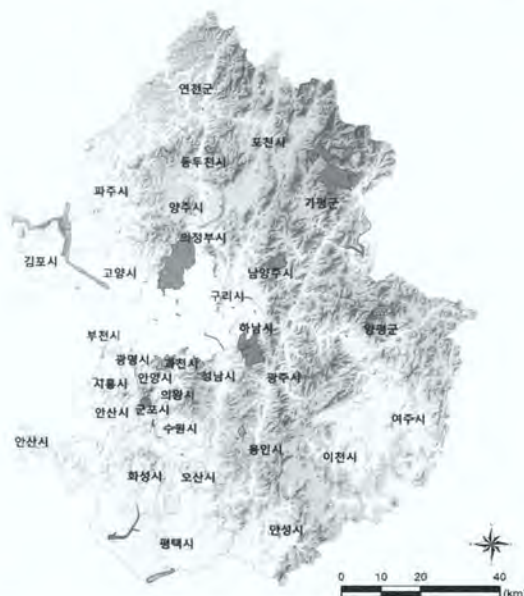 연천군
포천시
동두천시
파주시
양주시
가평군
의정부시
김포시
고양시
남양주시
구리시
하남시
양평군
부천시
광명시
과천시
시흥시
안양시
성남시
광주시
의왕시
안산시
군포시
여주시
수원시
안산시
용인시
이천시
화성시
오산시
안성시
평택시
0 10 20 40
(km)